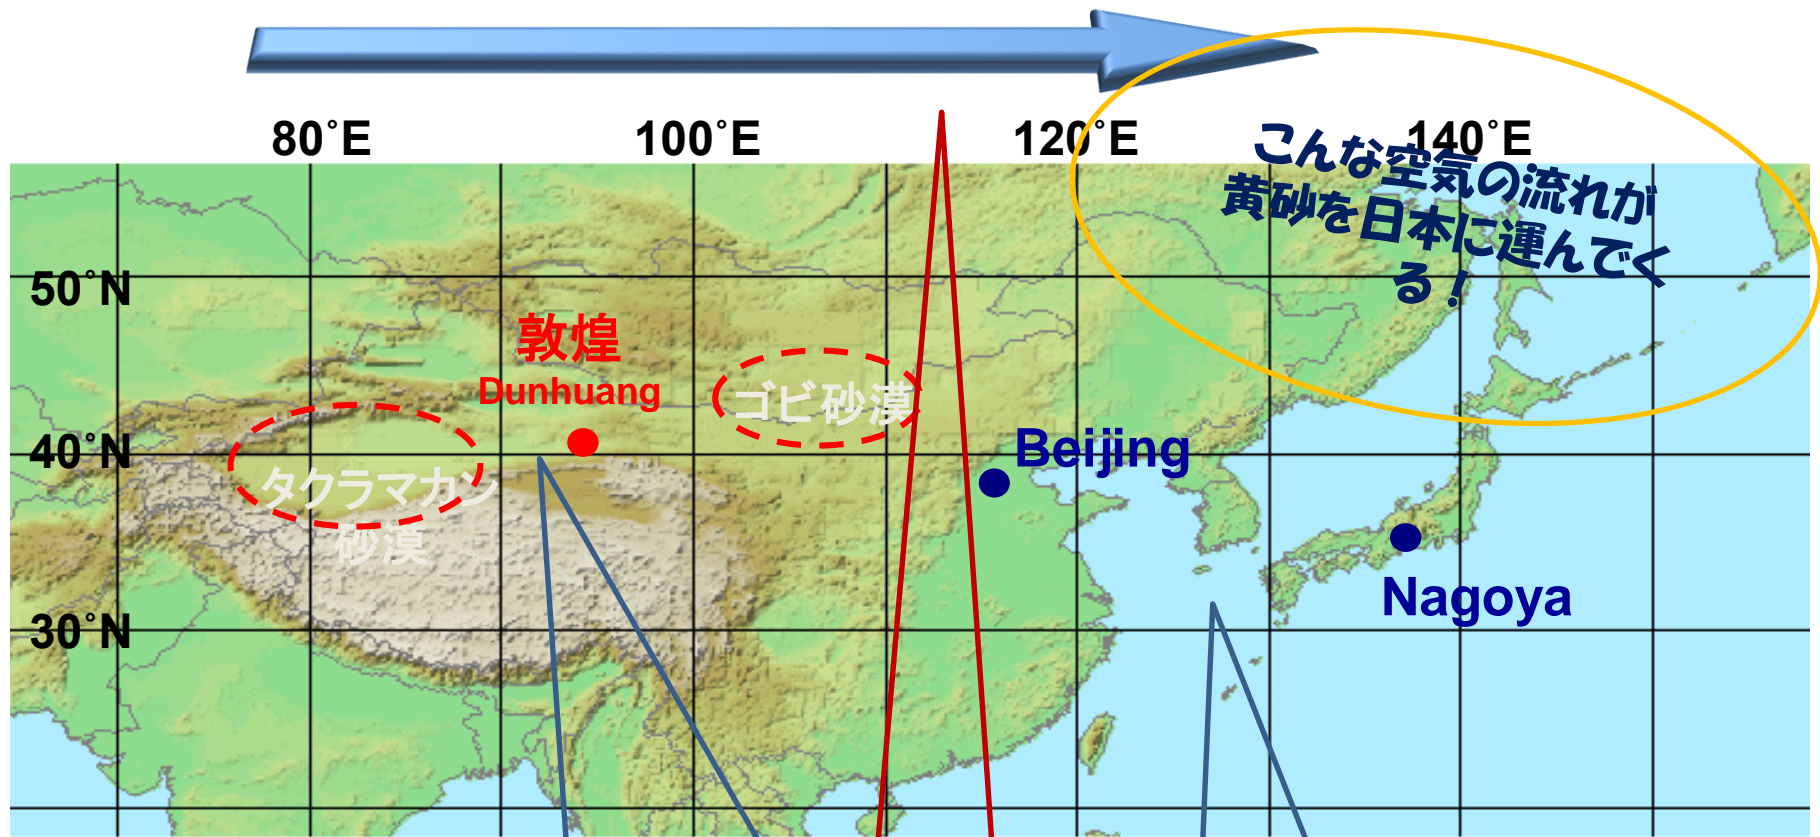 80°E
100°E
120°E
140°E
こんな空気の流れが
黄砂を日本に運んでく
る！
50°N
敦煌
Dunhuang
ゴビ砂漠
40°N
Beijing
タクラマカン
砂漠
Nagoya
30°N